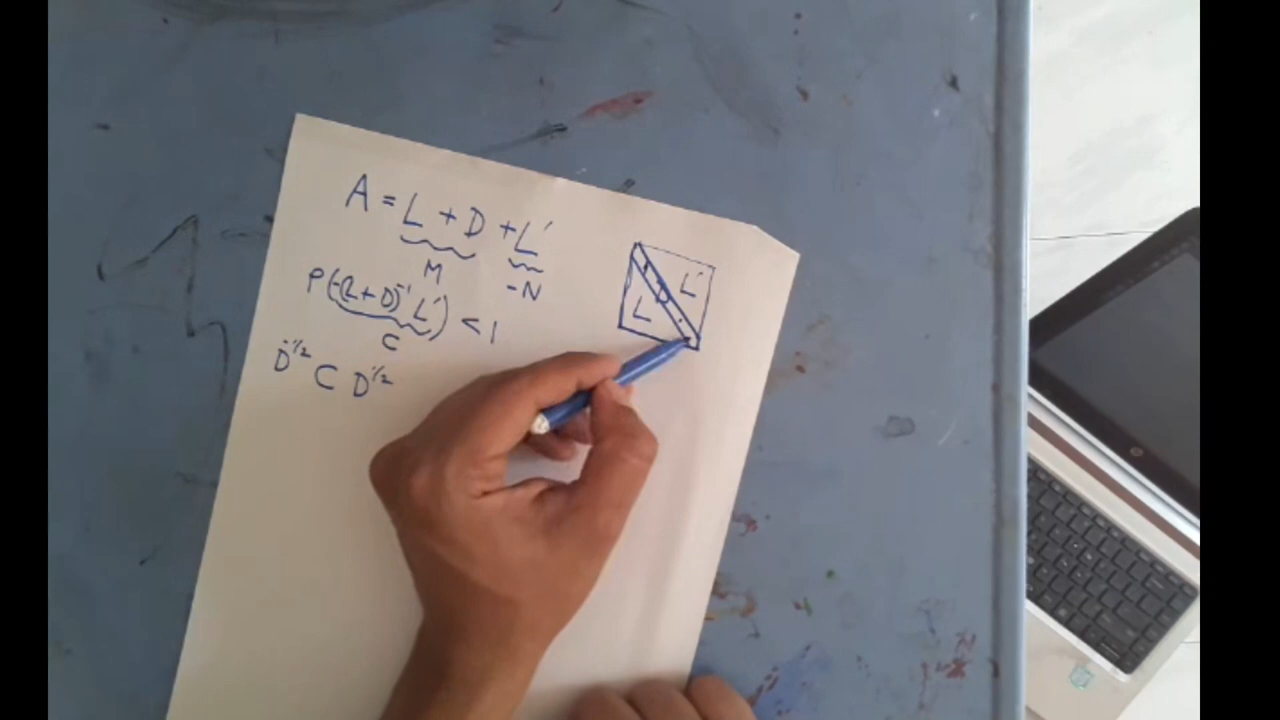 A = L + D + L'
M
-N
ρ(-(L+D)⁻¹ L') < 1
C
D^-1/2 C D^1/2
L'
D
L